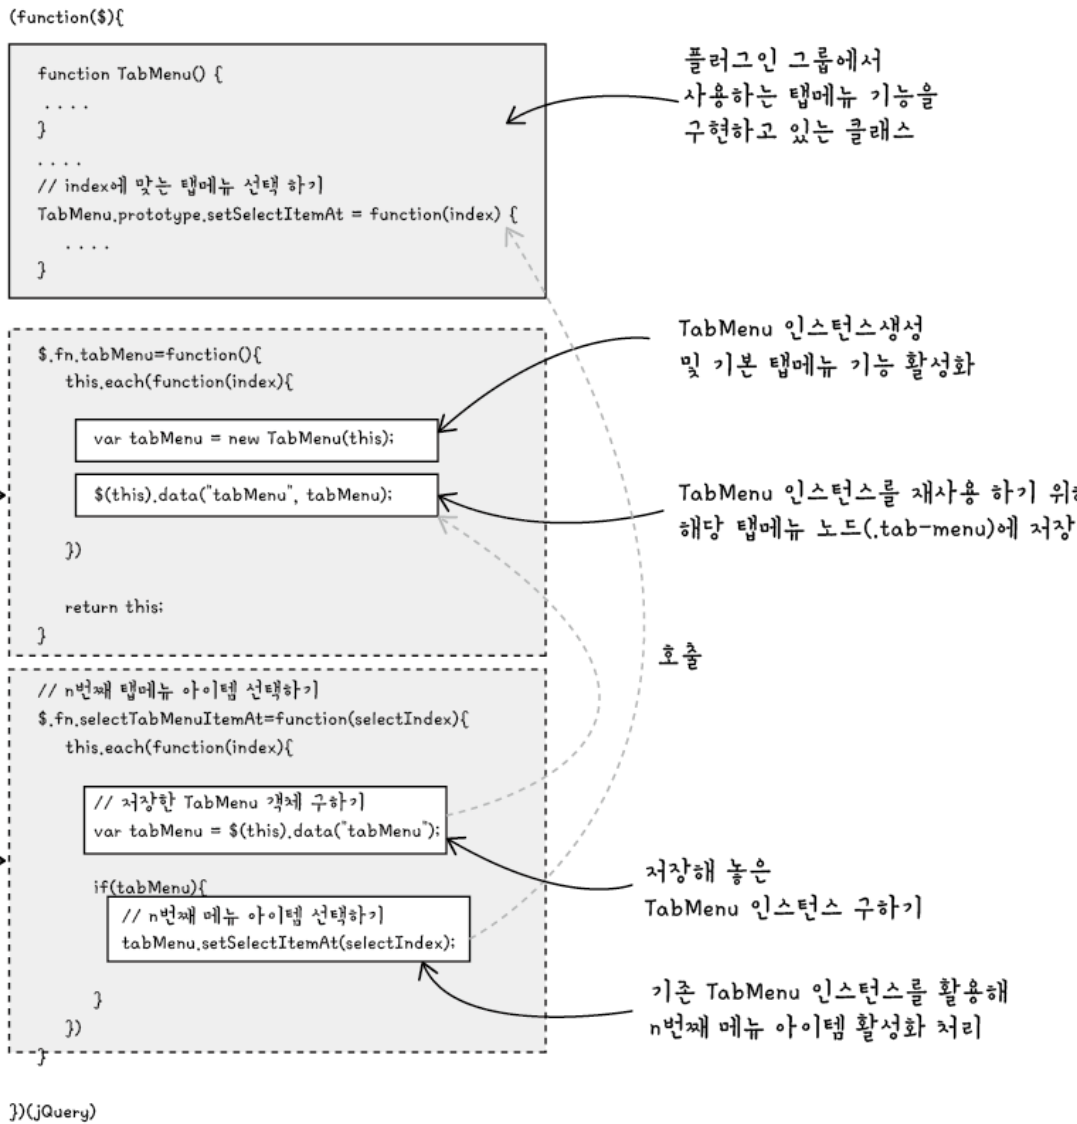 (function($){
function TabMenu() {
. . . .
}
. . . .
// index에 맞는 탭메뉴 선택 하기
TabMenu.prototype.setSelectItemAt = function(index) {
. . . .
}
플러그인 그룹에서
사용하는 탭메뉴 기능을
구현하고 있는 클래스
$.fn.tabMenu=function(){
this.each(function(index){
var tabMenu = new TabMenu(this);
$(this).data("tabMenu", tabMenu);
})
return this;
}
TabMenu 인스턴스생성
및 기본 탭메뉴 기능 활성화
TabMenu 인스턴스를 재사용 하기
해당 탭메뉴 노드(.tab-menu)에 저장
호출
// n번째 탭메뉴 아이템 선택하기
$.fn.selectTabMenuItemAt=function(selectIndex){
this.each(function(index){
// 저장한 TabMenu 객체 구하기
var tabMenu = $(this).data("tabMenu");
if(tabMenu){
// n번째 메뉴 아이템 선택하기
tabMenu.setSelectItemAt(selectIndex);
}
})
}
저장해 놓은
TabMenu 인스턴스 구하기
기존 TabMenu 인스턴스를 활용해
n번째 메뉴 아이템 활성화 처리
})(jQuery)